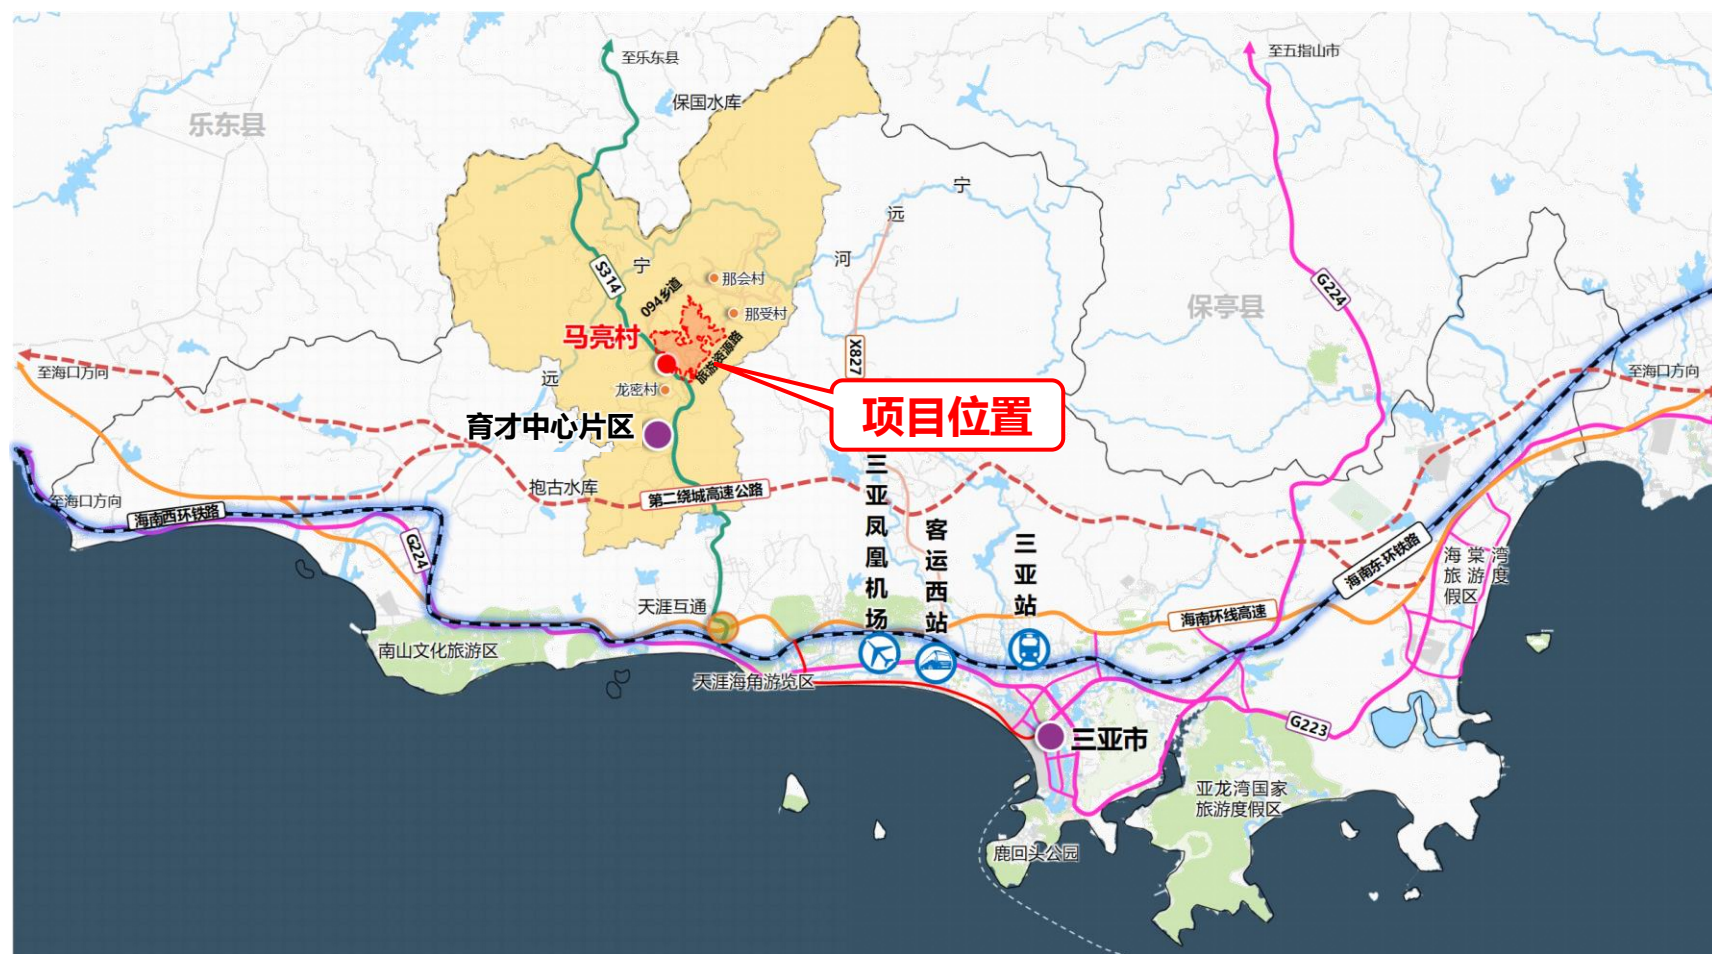 至乐东县
至五指山市
保国水库
乐东县
宁
远
宁
河
S314
那会村
094乡道
那受村
G224
保亭县
马亮村
旅游资源路
X827
至海口方向
至海口方向
远
龙密村
项目位置
育才中心片区
三亚凤凰机场
抱古水库
第二绕城高速公路
至海口方向
海南西环铁路
G224
客运西站
三亚站
海南东环铁路
海棠湾
旅游度
假区
天涯互通
海南环线高速
南山文化旅游区
天涯海角游览区
G223
三亚市
亚龙湾国家
旅游度假区
鹿回头公园